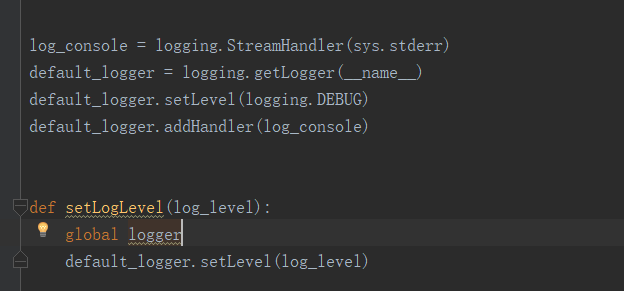 log_console = logging.StreamHandler(sys.stderr)
default_logger = logging.getLogger(__name__)
default_logger.setLevel(logging.DEBUG)
default_logger.addHandler(log_console)
def setLogLevel(log_level):
global logger
default_logger.setLevel(log_level)